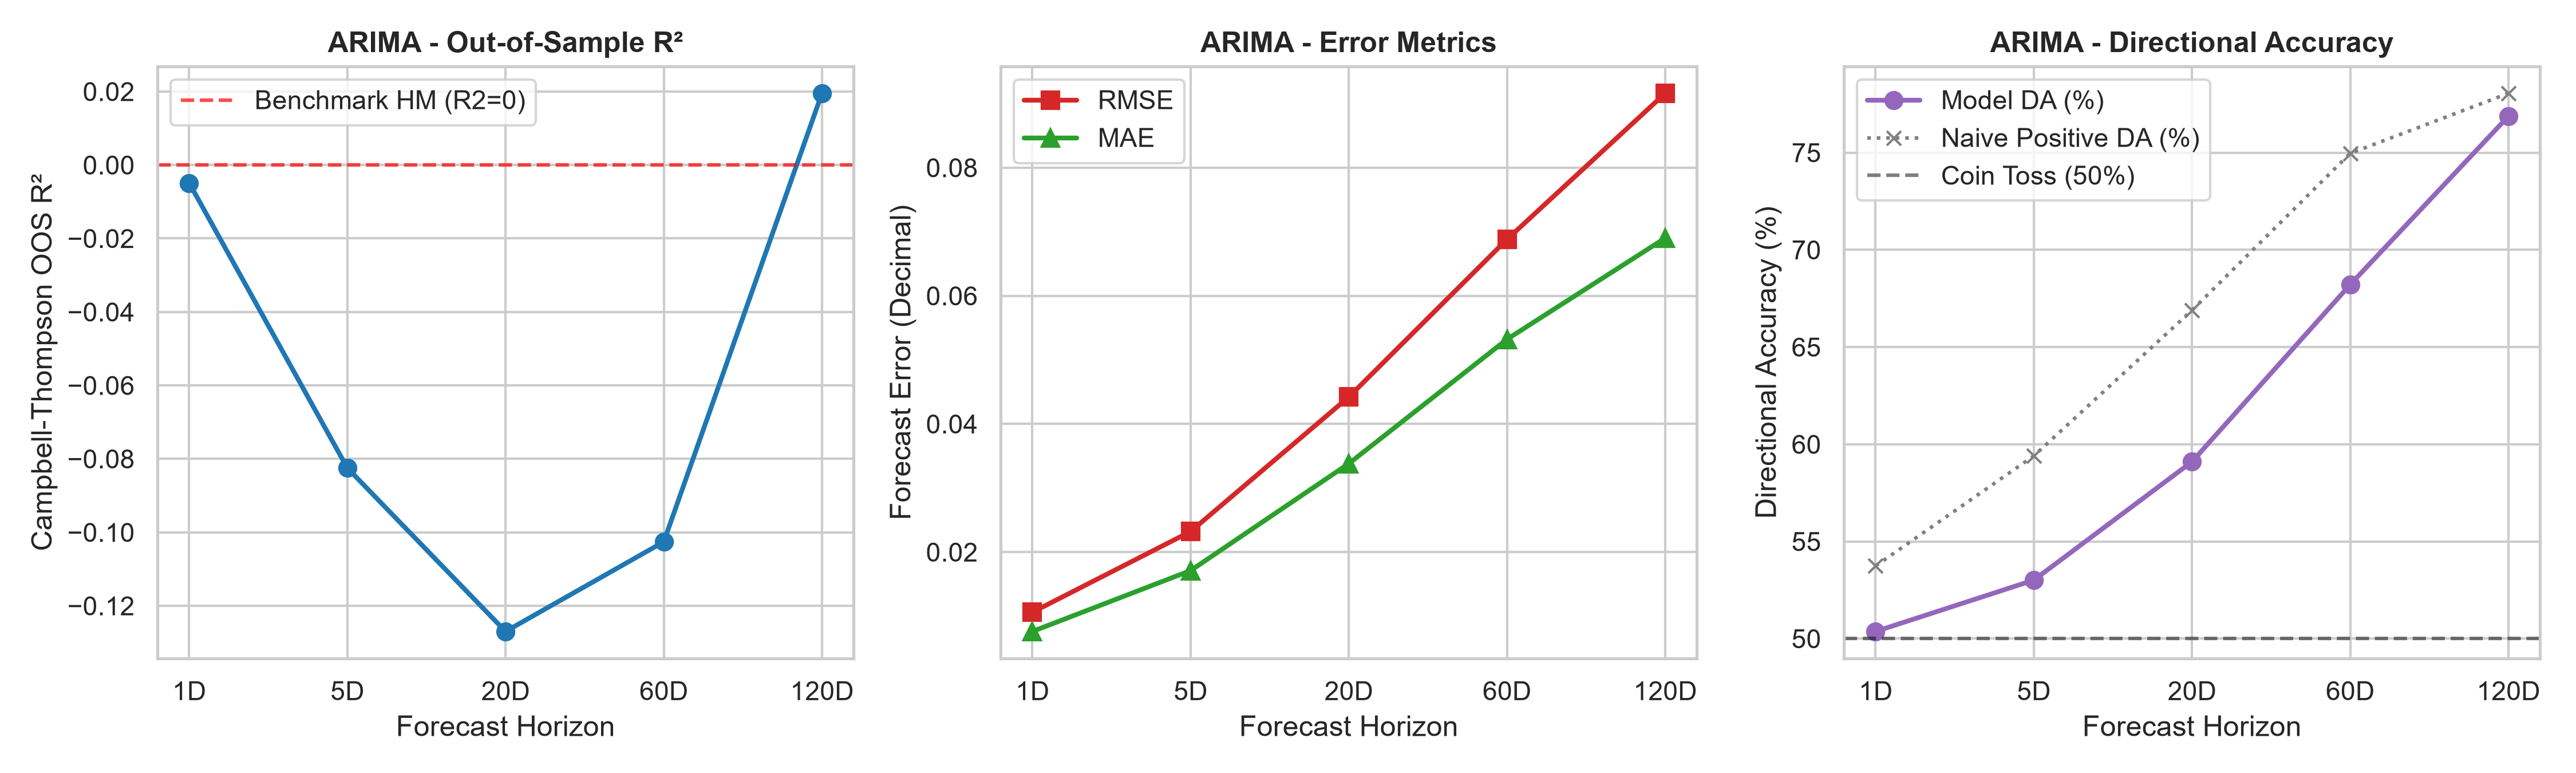 ARIMA - Out-of-Sample R²
Campbell-Thompson OOS R²
0.02
0.00
−0.02
−0.04
−0.06
−0.08
−0.10
−0.12
Benchmark HM (R2=0)
1D 5D 20D 60D 120D
Forecast Horizon
ARIMA - Error Metrics
Forecast Error (Decimal)
0.08
0.06
0.04
0.02
RMSE
MAE
1D 5D 20D 60D 120D
Forecast Horizon
ARIMA - Directional Accuracy
Directional Accuracy (%)
75
70
65
60
55
50
Model DA (%)
Naive Positive DA (%)
Coin Toss (50%)
1D 5D 20D 60D 120D
Forecast Horizon